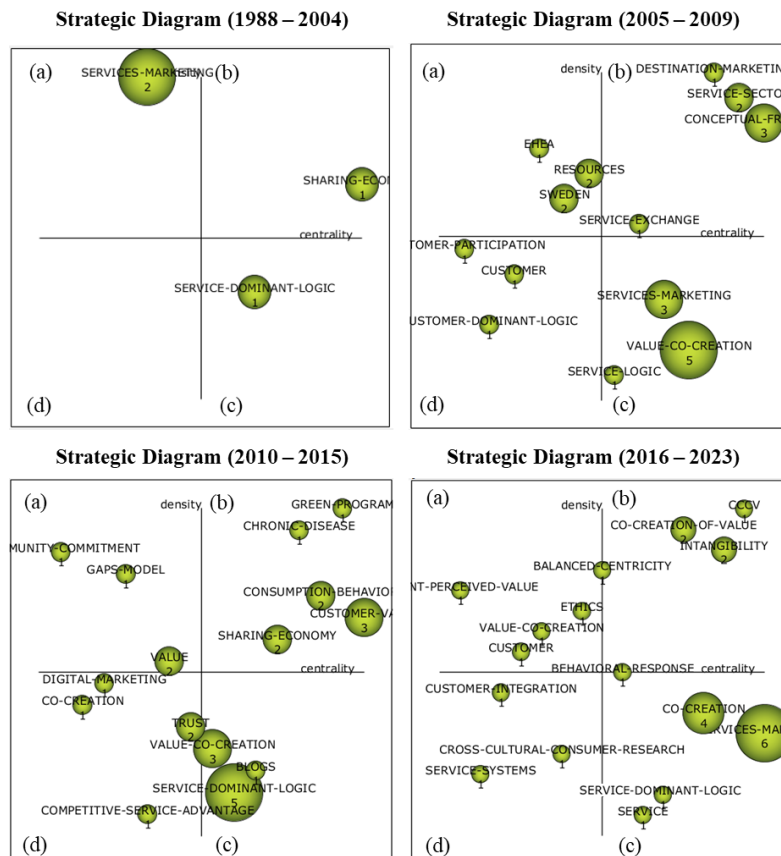 Strategic Diagram (1988 – 2004)
(a)
(b)
SERVICES-MARKETING
2
density
SHARING-ECON
1
centrality
SERVICE-DOMINANT-LOGIC
1
(d)
(c)
Strategic Diagram (2005 – 2009)
(a)
density
(b)
DESTINATION-MARKETIN
1
SERVICE-SECTO
2
CONCEPTUAL-FR
3
EHEA
1
RESOURCES
2
SWEDEN
2
SERVICE-EXCHANGE
1
centrality
TOMER-PARTICIPATION
1
CUSTOMER
1
SERVICES-MARKETING
3
USTOMER-DOMINANT-LOGIC
1
VALUE-CO-CREATION
5
SERVICE-LOGIC
1
(d)
(c)
Strategic Diagram (2010 – 2015)
(a)
density
(b)
GREEN-PROGRAM
1
CHRONIC-DISEASE
1
MUNITY-COMMITMENT
1
GAPS-MODEL
1
CONSUMPTION-BEHAVIO
2
CUSTOMER-VA
3
SHARING-ECONOMY
2
VALUE
2
centrality
DIGITAL-MARKETING
1
CO-CREATION
1
TRUST
2
VALUE-CO-CREATION
3
BLOGS
1
SERVICE-DOMINANT-LOGIC
5
COMPETITIVE-SERVICE-ADVANTAGE
1
(d)
(c)
Strategic Diagram (2016 – 2023)
(a)
density
(b)
CCCV
1
CO-CREATION-OF-VALUE
2
INTANGIBILITY
2
BALANCED-CENTRICITY
1
NT-PERCEIVED-VALUE
1
ETHICS
1
VALUE-CO-CREATION
1
CUSTOMER
1
BEHAVIORAL-RESPONSE
1
centrality
CUSTOMER-INTEGRATION
1
CO-CREATION
4
RVICES-MA
6
CROSS-CULTURAL-CONSUMER-RESEARCH
1
SERVICE-SYSTEMS
1
SERVICE-DOMINANT-LOGIC
1
SERVICE
1
(d)
(c)